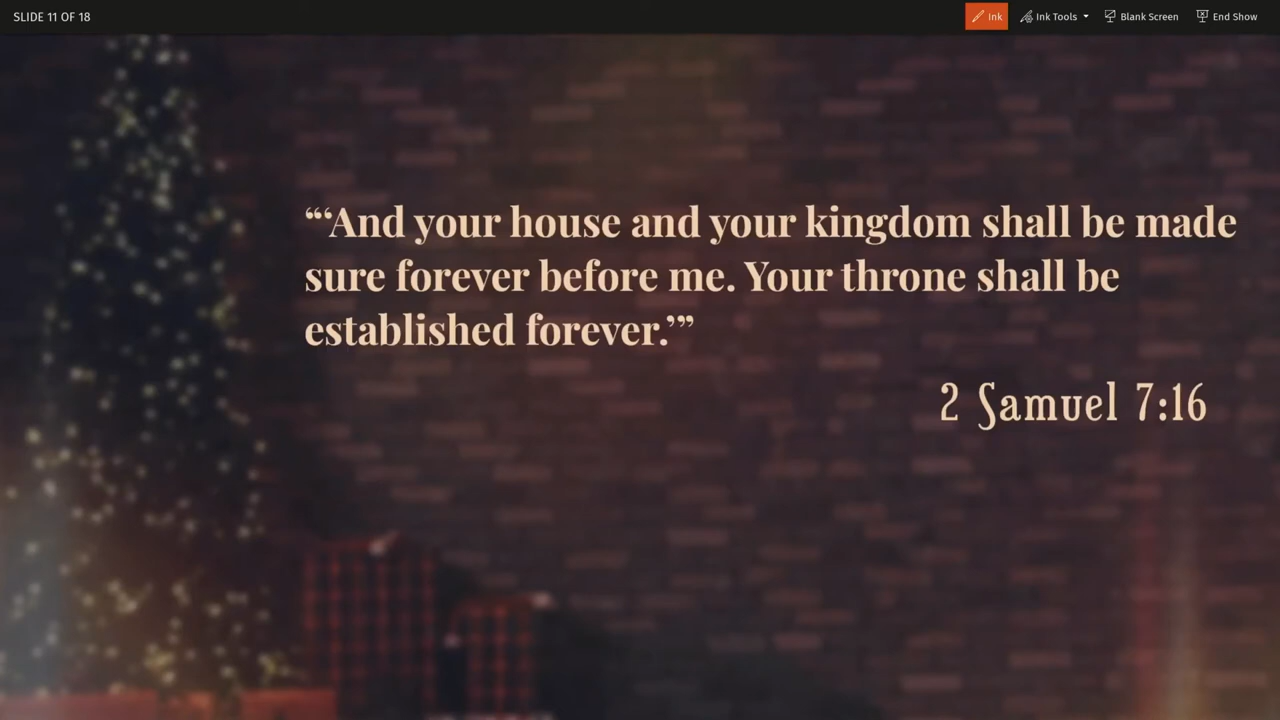 SLIDE 11 OF 18
Ink
Ink Tools
Blank Screen
End Show
“‘And your house and your kingdom shall be made
sure forever before me. Your throne shall be
established forever.’”
2 Samuel 7:16